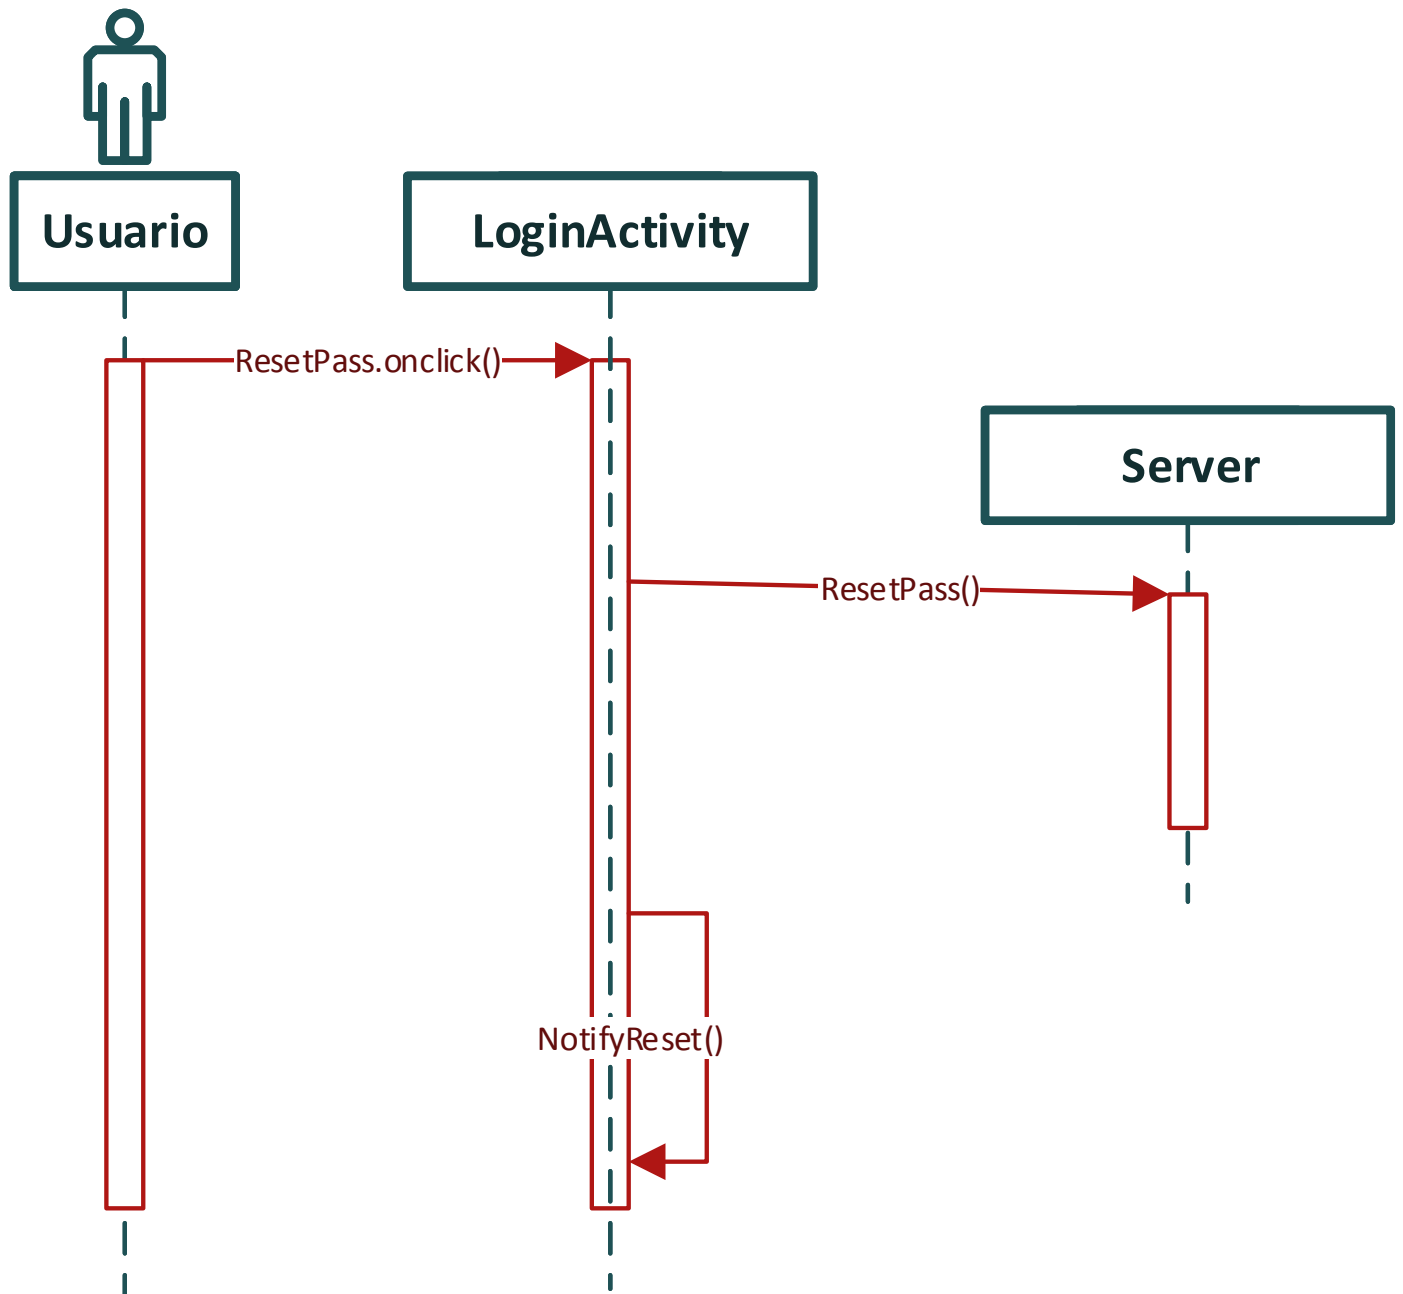 Usuario
LoginActivity
ResetPass.onclick()
Server
ResetPass()
NotifyReset()